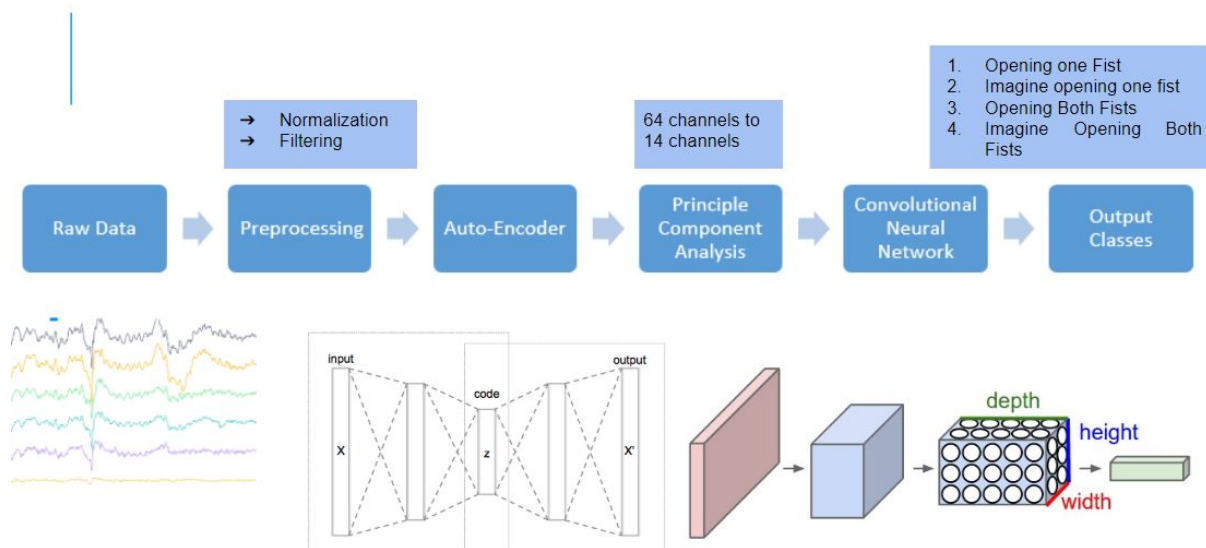 1. Opening one Fist
2. Imagine opening one fist
3. Opening Both Fists
4. Imagine Opening Both
Fists
➔ Normalization
➔ Filtering
64 channels to
14 channels
Raw Data
Preprocessing
Auto-Encoder
Principle
Component
Analysis
Convolutional
Neural
Network
Output
Classes
input
output
code
X
z
X'
depth
height
width